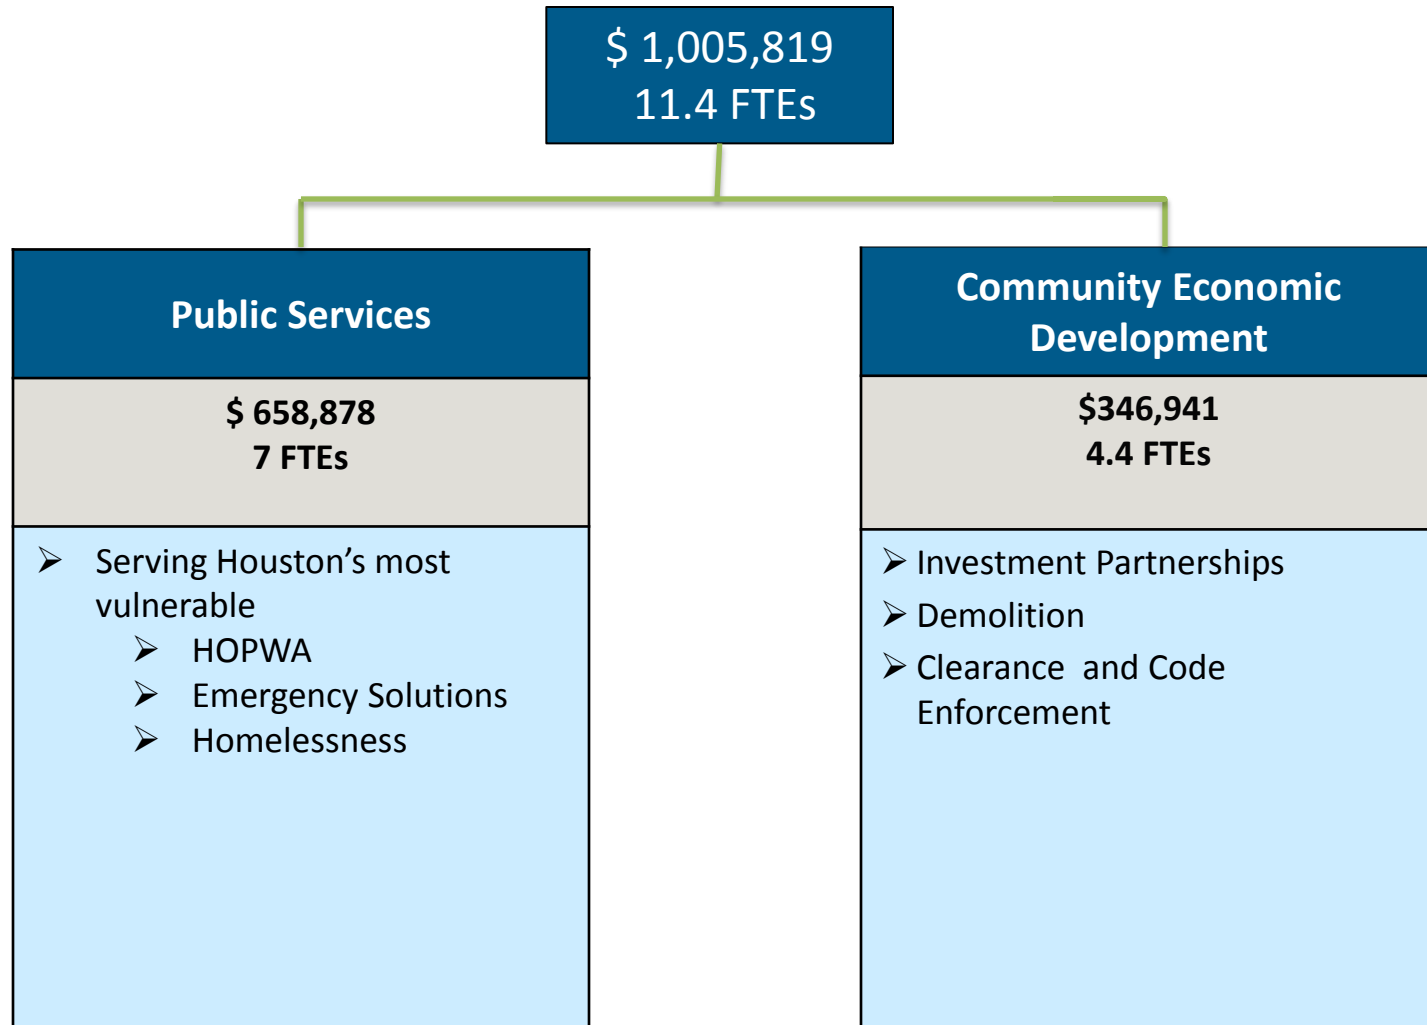 $ 1,005,819
11.4 FTEs
Public Services
$ 658,878
7 FTEs
➢ Serving Houston’s most
vulnerable
➢ HOPWA
➢ Emergency Solutions
➢ Homelessness
Community Economic
Development
$346,941
4.4 FTEs
➢ Investment Partnerships
➢ Demolition
➢ Clearance  and Code
Enforcement